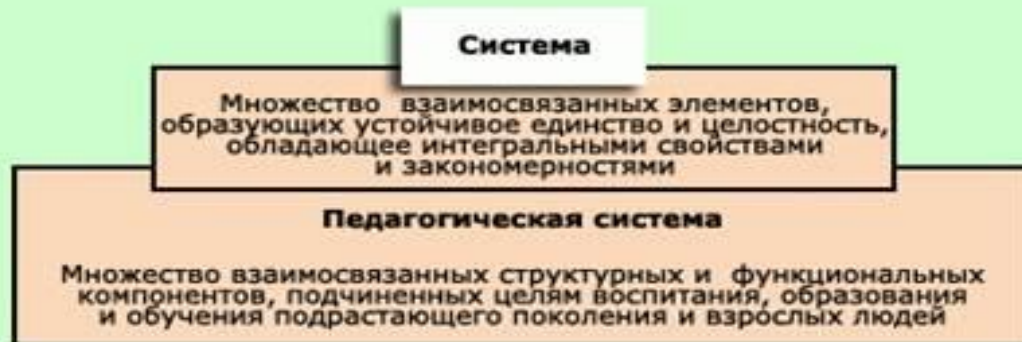 Система
Множество взаимосвязанных элементов,
образующих устойчивое единство и целостность,
обладающее интегральными свойствами
и закономерностями
Педагогическая система
Множество взаимосвязанных структурных и функциональных
компонентов, подчиненных целям воспитания, образования
и обучения подрастающего поколения и взрослых людей